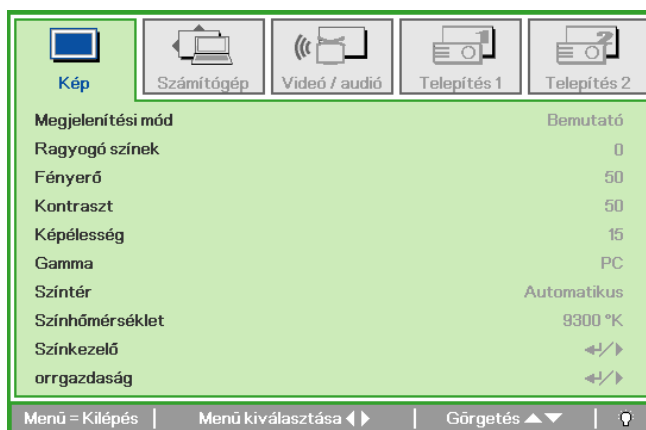 Kép Számítógép Videó / audió Telepítés 1 Telepítés 2
Megjelenítési mód Bemutató
Ragyogó színek 0
Fényerő 50
Kontraszt 50
Képélesség 15
Gamma PC
Színtér Automatikus
Színhőmérséklet 9300 °K
Színkezelő
orrgazdaság
Menü = Kilépés Menü kiválasztása Görgetés